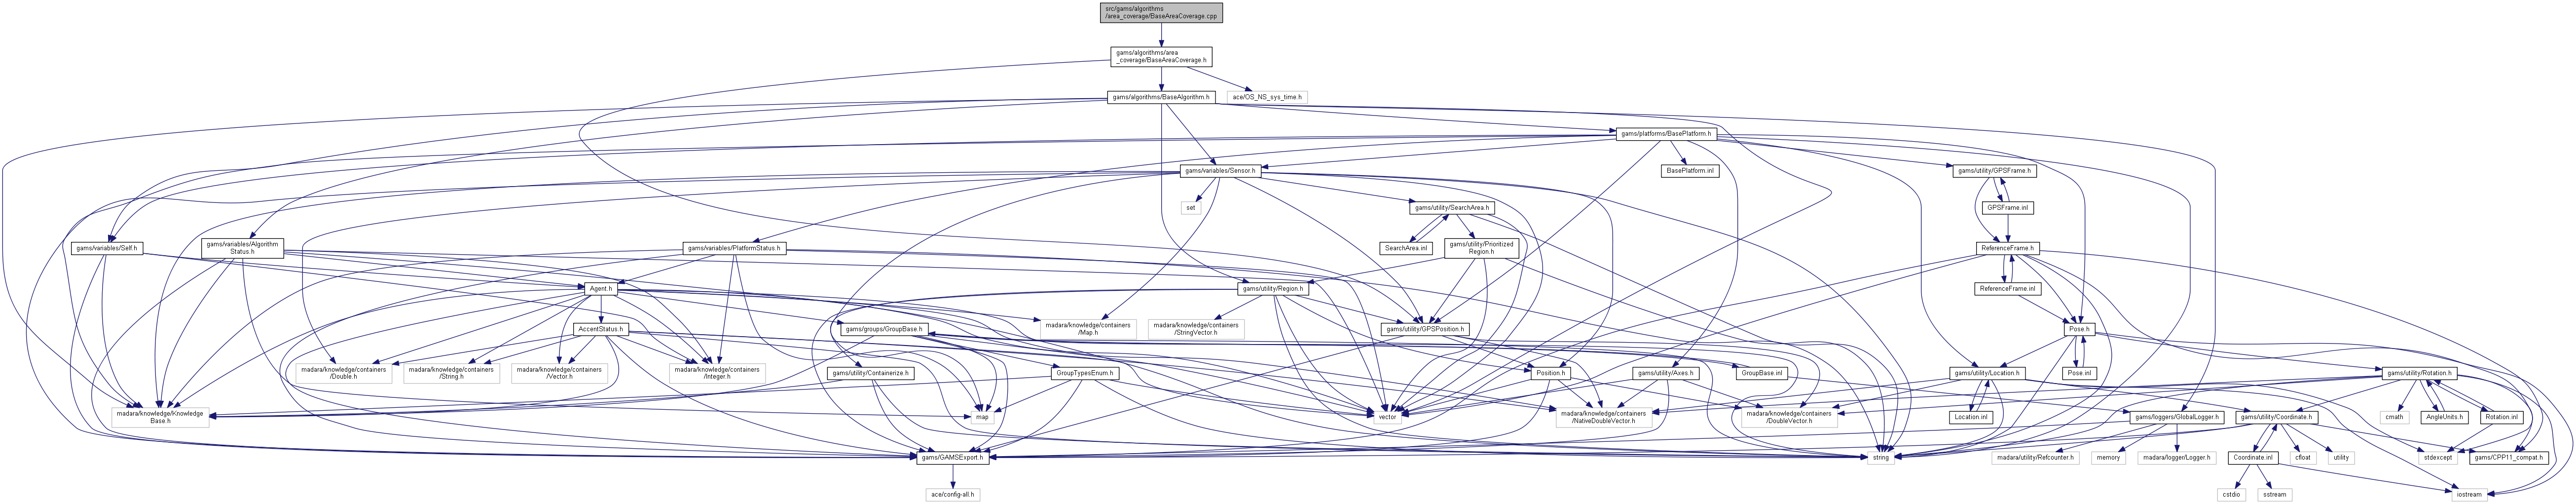 src/gams/algorithms
/area_coverage/BaseAreaCoverage.cpp
gams/algorithms/area
_coverage/BaseAreaCoverage.h
gams/algorithms/BaseAlgorithm.h
ace/OS_NS_sys_time.h
gams/platforms/BasePlatform.h
gams/variables/Sensor.h
BasePlatform.inl
gams/utility/GPSFrame.h
set
gams/utility/SearchArea.h
GPSFrame.inl
gams/variables/Self.h
gams/variables/Algorithm
Status.h
gams/variables/PlatformStatus.h
SearchArea.inl
gams/utility/Prioritized
Region.h
ReferenceFrame.h
Agent.h
gams/utility/Region.h
ReferenceFrame.inl
AccentStatus.h
gams/groups/GroupBase.h
madara/knowledge/containers
/Map.h
madara/knowledge/containers
/StringVector.h
gams/utility/GPSPosition.h
Pose.h
madara/knowledge/containers
/Double.h
madara/knowledge/containers
/String.h
madara/knowledge/containers
/Vector.h
madara/knowledge/containers
/Integer.h
gams/utility/Containerize.h
GroupTypesEnum.h
Position.h
gams/utility/Axes.h
GroupBase.inl
gams/utility/Location.h
Pose.inl
gams/utility/Rotation.h
madara/knowledge/Knowledge
Base.h
map
vector
madara/knowledge/containers
/NativeDoubleVector.h
madara/knowledge/containers
/DoubleVector.h
Location.inl
gams/loggers/GlobalLogger.h
gams/utility/Coordinate.h
cmath
AngleUnits.h
Rotation.inl
gams/GAMSExport.h
string
madara/utility/Refcounter.h
memory
madara/logger/Logger.h
Coordinate.inl
cfloat
utility
stdexcept
gams/CPP11_compat.h
ace/config-all.h
cstdio
sstream
iostream